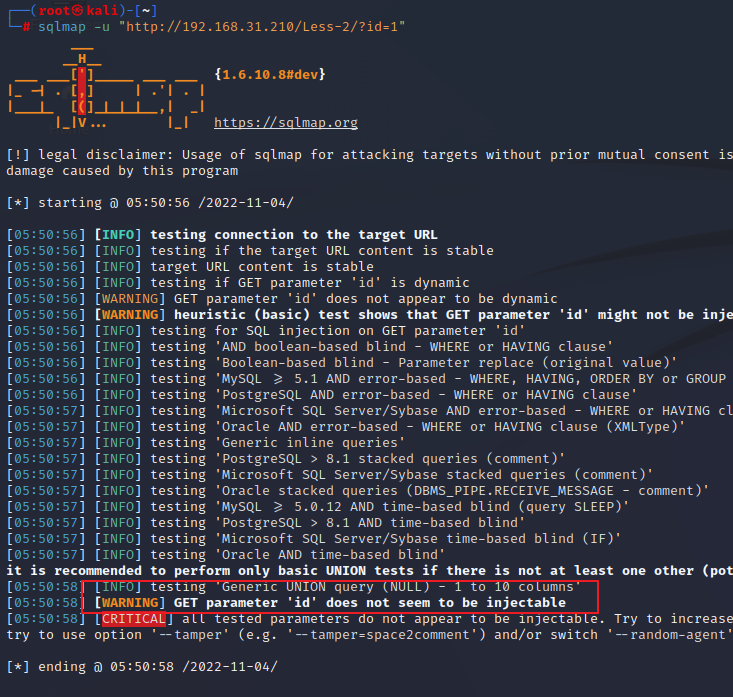 ┌──(root㉿kali)-[~]
└─# sqlmap -u "http://192.168.31.210/Less-2/?id=1"
        ___
       __H__
 ___ ___[']_____ ___ ___  {1.6.10.8#dev}
|_ -| . [,]     | .'| . |
|___|_  [(]_|_|_|__,|  _|
      |_|V...       |_|   https://sqlmap.org
[!] legal disclaimer: Usage of sqlmap for attacking targets without prior mutual consent is
damage caused by this program
[*] starting @ 05:50:56 /2022-11-04/
[05:50:56] [INFO] testing connection to the target URL
[05:50:56] [INFO] testing if the target URL content is stable
[05:50:56] [INFO] target URL content is stable
[05:50:56] [INFO] testing if GET parameter 'id' is dynamic
[05:50:56] [WARNING] GET parameter 'id' does not appear to be dynamic
[05:50:56] [WARNING] heuristic (basic) test shows that GET parameter 'id' might not be inje
[05:50:56] [INFO] testing for SQL injection on GET parameter 'id'
[05:50:56] [INFO] testing 'AND boolean-based blind - WHERE or HAVING clause'
[05:50:56] [INFO] testing 'Boolean-based blind - Parameter replace (original value)'
[05:50:56] [INFO] testing 'MySQL ≥ 5.1 AND error-based - WHERE, HAVING, ORDER BY or GROUP
[05:50:56] [INFO] testing 'PostgreSQL AND error-based - WHERE or HAVING clause'
[05:50:57] [INFO] testing 'Microsoft SQL Server/Sybase AND error-based - WHERE or HAVING cl
[05:50:57] [INFO] testing 'Oracle AND error-based - WHERE or HAVING clause (XMLType)'
[05:50:57] [INFO] testing 'Generic inline queries'
[05:50:57] [INFO] testing 'PostgreSQL > 8.1 stacked queries (comment)'
[05:50:57] [INFO] testing 'Microsoft SQL Server/Sybase stacked queries (comment)'
[05:50:57] [INFO] testing 'Oracle stacked queries (DBMS_PIPE.RECEIVE_MESSAGE - comment)'
[05:50:57] [INFO] testing 'MySQL ≥ 5.0.12 AND time-based blind (query SLEEP)'
[05:50:57] [INFO] testing 'PostgreSQL > 8.1 AND time-based blind'
[05:50:57] [INFO] testing 'Microsoft SQL Server/Sybase time-based blind (IF)'
[05:50:57] [INFO] testing 'Oracle AND time-based blind'
it is recommended to perform only basic UNION tests if there is not at least one other (pot
[05:50:58] [INFO] testing 'Generic UNION query (NULL) - 1 to 10 columns'
[05:50:58] [WARNING] GET parameter 'id' does not seem to be injectable
[05:50:58] [CRITICAL] all tested parameters do not appear to be injectable. Try to increase
try to use option '--tamper' (e.g. '--tamper=space2comment') and/or switch '--random-agent'
[*] ending @ 05:50:58 /2022-11-04/